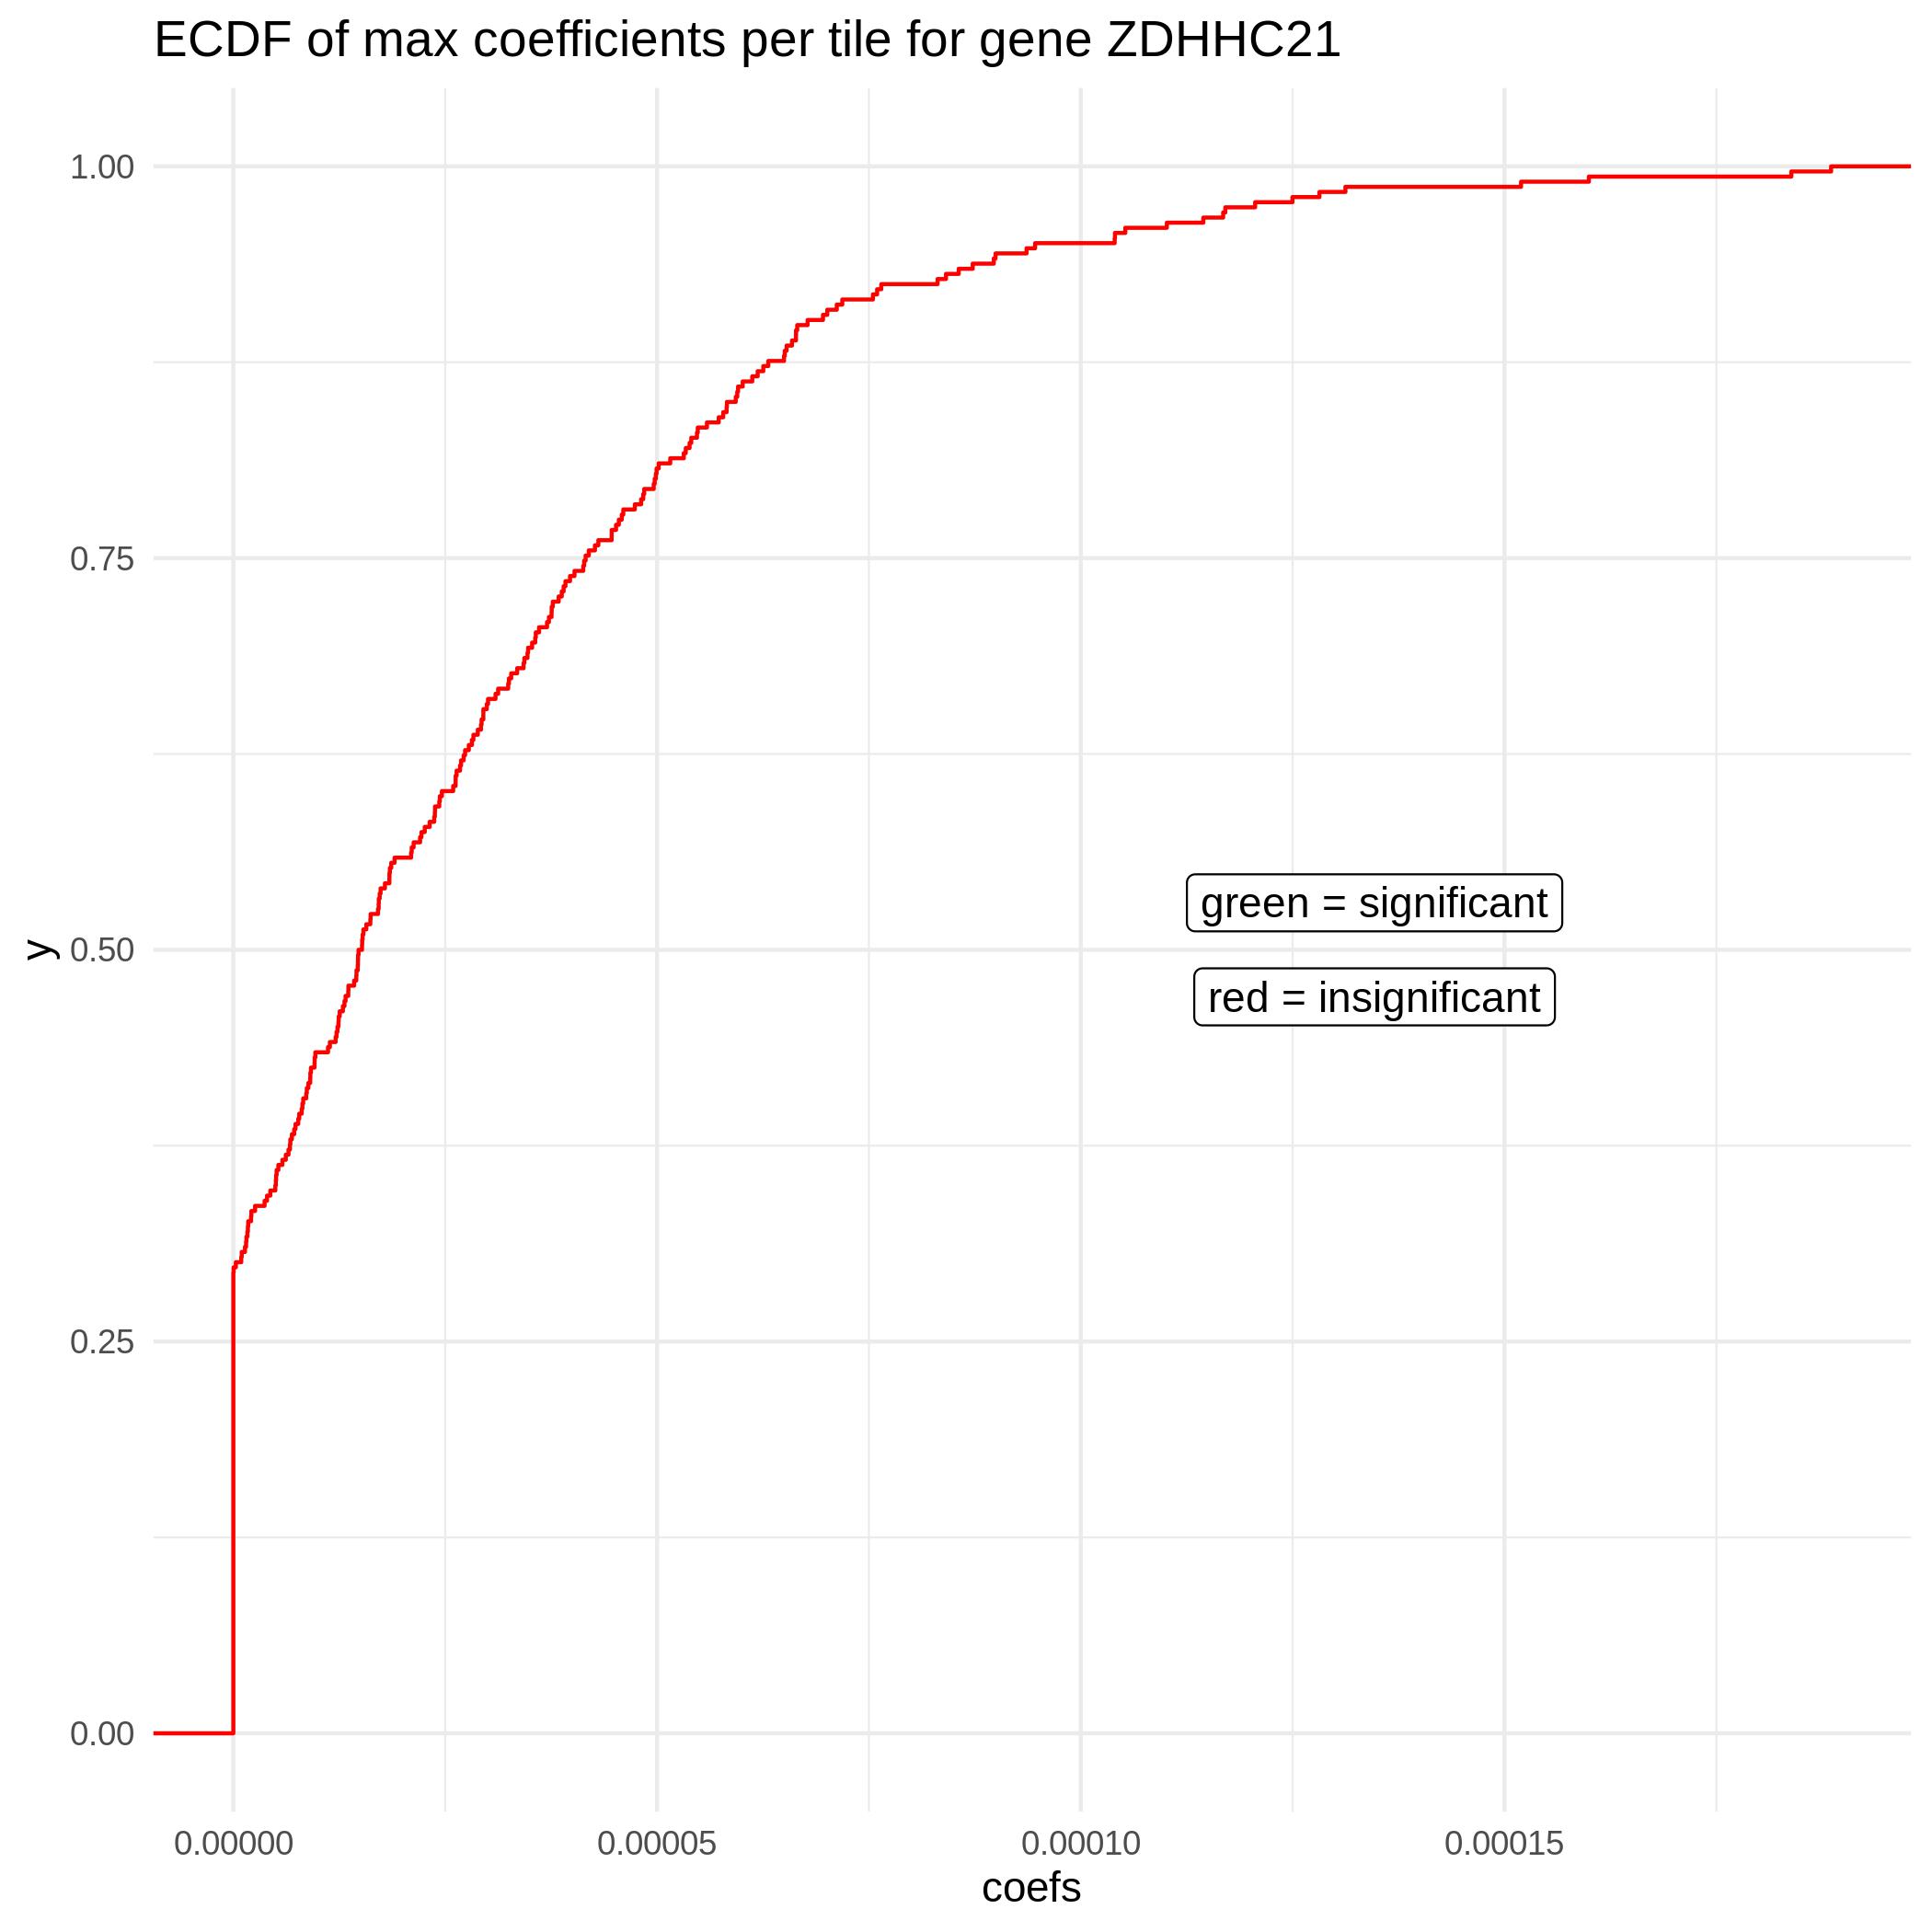 ECDF of max coefficients per tile for gene ZDHHC21
1.00
0.75
0.50
0.25
0.00
y
green = significant
red = insignificant
0.00000
0.00005
0.00010
0.00015
coefs